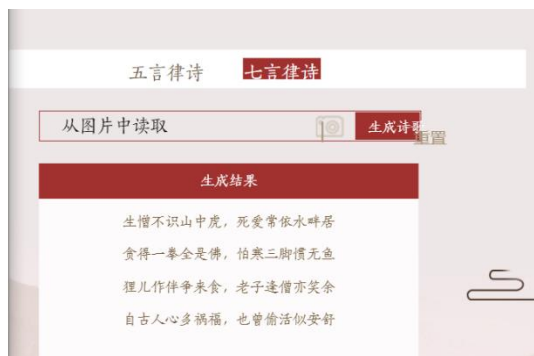 五言律诗 七言律诗
从图片中读取 生成诗歌
重置
生成结果
生憎不识山中虎，死爱常依水畔居
贪得一拳全是佛，怕寒三脚惯无鱼
狸儿作伴争来食，老子逢僧亦笑余
自古人心多祸福，也曾偷活似安舒